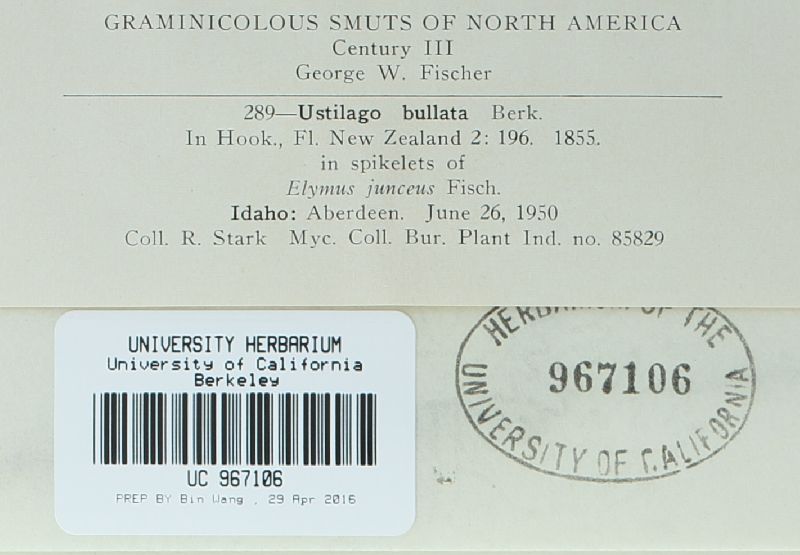 GRAMINICOLOUS SMUTS OF NORTH AMERICA
Century III
George W. Fischer
289—Ustilago bullata Berk.
In Hook., Fl. New Zealand 2: 196. 1855.
in spikelets of
Elymus junceus Fisch.
Idaho: Aberdeen. June 26, 1950
Coll. R. Stark Myc. Coll. Bur. Plant Ind. no. 85829
UNIVERSITY HERBARIUM
University of California
Berkeley
UC 967106
PREP BY Bin Wang , 29 Apr 2016
HERBARIUM OF THE
967106
UNIVERSITY OF CALIFORNIA